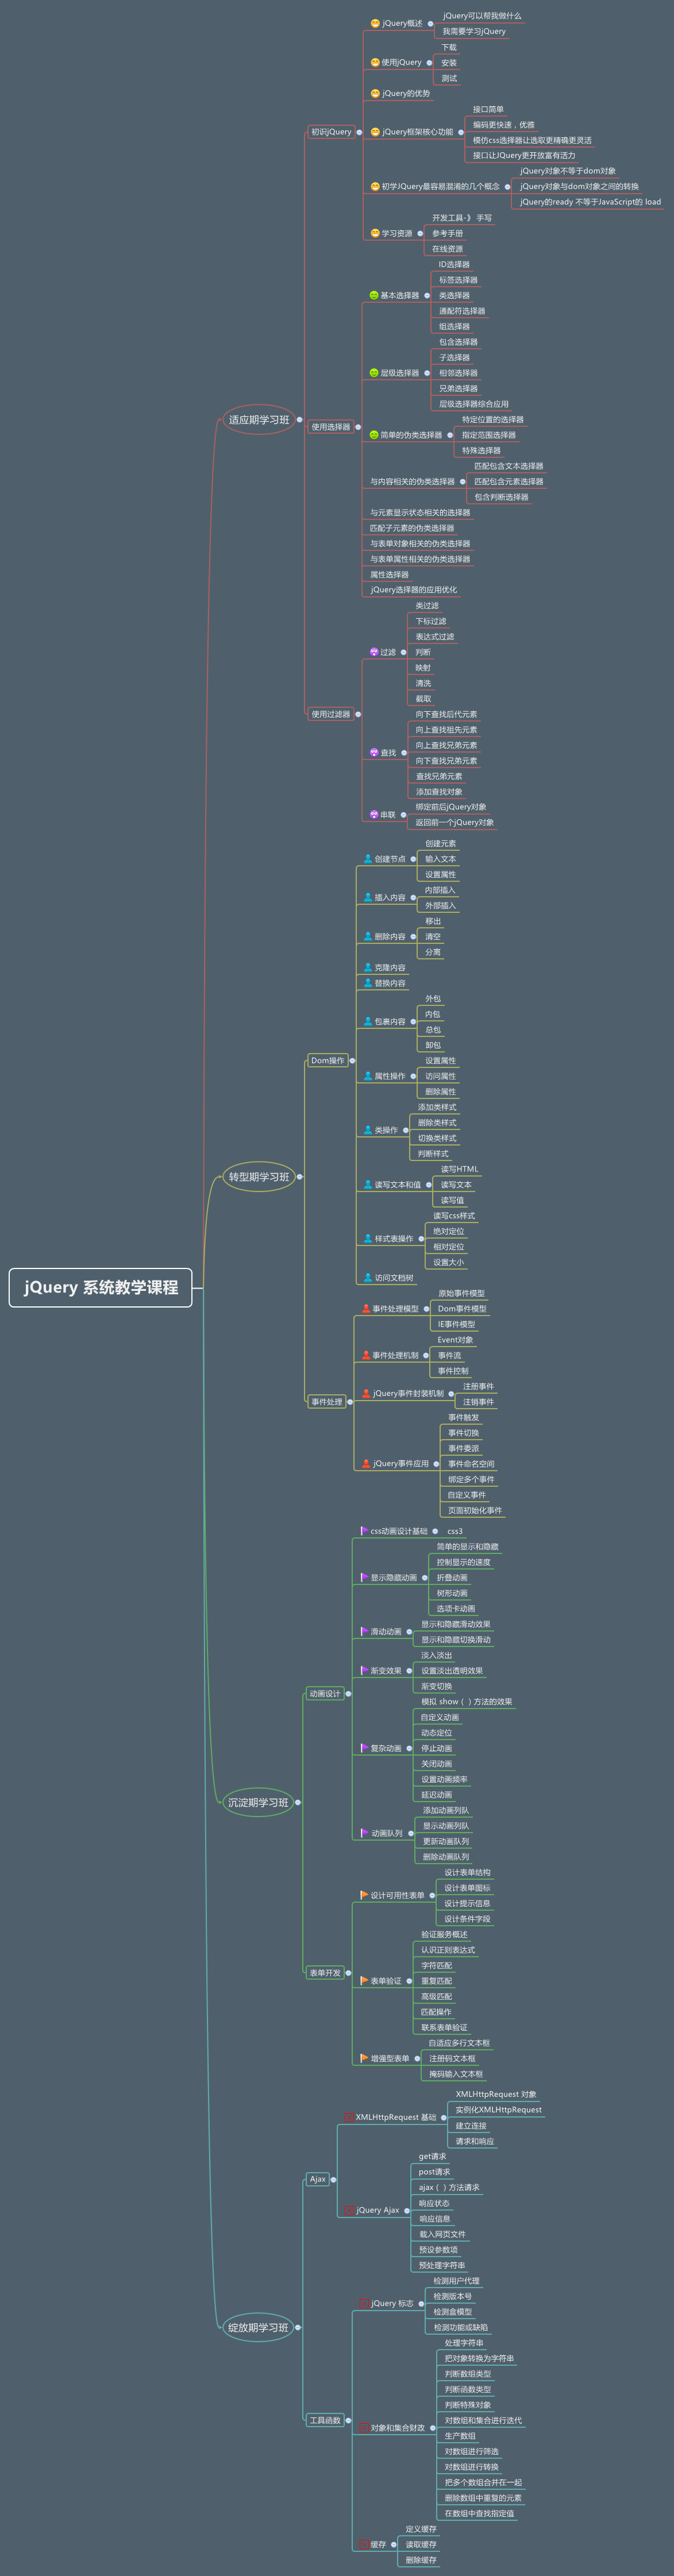 jQuery 系统教学课程
适应期学习班
初识jQuery
jQuery概述
jQuery可以帮我做什么
我需要学习jQuery
使用jQuery
下载
安装
测试
jQuery的优势
jQuery框架核心功能
接口简单
编码更快速，优雅
模仿css选择器让选取更精确更灵活
接口让JQuery更开放富有活力
初学JQuery最容易混淆的几个概念
jQuery对象不等于dom对象
jQuery对象与dom对象之间的转换
jQuery的ready 不等于JavaScript的 load
学习资源
开发工具-》 手写
参考手册
在线资源
使用选择器
基本选择器
ID选择器
标签选择器
类选择器
通配符选择器
组选择器
层级选择器
包含选择器
子选择器
相邻选择器
兄弟选择器
层级选择器综合应用
简单的伪类选择器
特定位置的选择器
指定范围选择器
特殊选择器
与内容相关的伪类选择器
匹配包含文本选择器
匹配包含元素选择器
包含判断选择器
与元素显示状态相关的选择器
匹配子元素的伪类选择器
与表单对象相关的伪类选择器
与表单属性相关的伪类选择器
属性选择器
jQuery选择器的应用优化
使用过滤器
过滤
类过滤
下标过滤
表达式过滤
判断
映射
清洗
截取
查找
向下查找后代元素
向上查找祖先元素
向上查找兄弟元素
向下查找兄弟元素
查找兄弟元素
添加查找对象
串联
绑定前后jQuery对象
返回前一个jQuery对象
转型期学习班
Dom操作
创建节点
创建元素
输入文本
设置属性
插入内容
内部插入
外部插入
删除内容
移出
清空
分离
克隆内容
替换内容
包裹内容
外包
内包
总包
卸包
属性操作
设置属性
访问属性
删除属性
类操作
添加类样式
删除类样式
切换类样式
判断样式
读写文本和值
读写HTML
读写文本
读写值
样式表操作
读写css样式
绝对定位
相对定位
设置大小
访问文档树
事件处理
事件处理模型
原始事件模型
Dom事件模型
IE事件模型
事件处理机制
Event对象
事件流
事件控制
jQuery事件封装机制
注册事件
注销事件
jQuery事件应用
事件触发
事件切换
事件委派
事件命名空间
绑定多个事件
自定义事件
页面初始化事件
沉淀期学习班
动画设计
css动画设计基础
css3
显示隐藏动画
简单的显示和隐藏
控制显示的速度
折叠动画
树形动画
选项卡动画
滑动动画
显示和隐藏滑动效果
显示和隐藏切换滑动
渐变效果
淡入淡出
设置淡出透明效果
渐变切换
复杂动画
模拟 show（）方法的效果
自定义动画
动态定位
停止动画
关闭动画
设置动画频率
延迟动画
动画队列
添加动画列队
显示动画列队
更新动画队列
删除动画队列
表单开发
设计可用性表单
设计表单结构
设计表单图标
设计提示信息
设计条件字段
表单验证
验证服务概述
认识正则表达式
字符匹配
重复匹配
高级匹配
匹配操作
联系表单验证
增强型表单
自适应多行文本框
注册码文本框
掩码输入文本框
绽放期学习班
Ajax
XMLHttpRequest 基础
XMLHttpRequest 对象
实例化XMLHttpRequest
建立连接
请求和响应
jQuery Ajax
get请求
post请求
ajax（）方法请求
响应状态
响应信息
载入网页文件
预设参数项
预处理字符串
工具函数
jQuery 标志
检测用户代理
检测版本号
检测盒模型
检测功能或缺陷
对象和集合财政
处理字符串
把对象转换为字符串
判断数组类型
判断函数类型
判断特殊对象
对数组和集合进行迭代
生产数组
对数组进行筛选
对数组进行转换
把多个数组合并在一起
删除数组中重复的元素
在数组中查找指定值
缓存
定义缓存
读取缓存
删除缓存